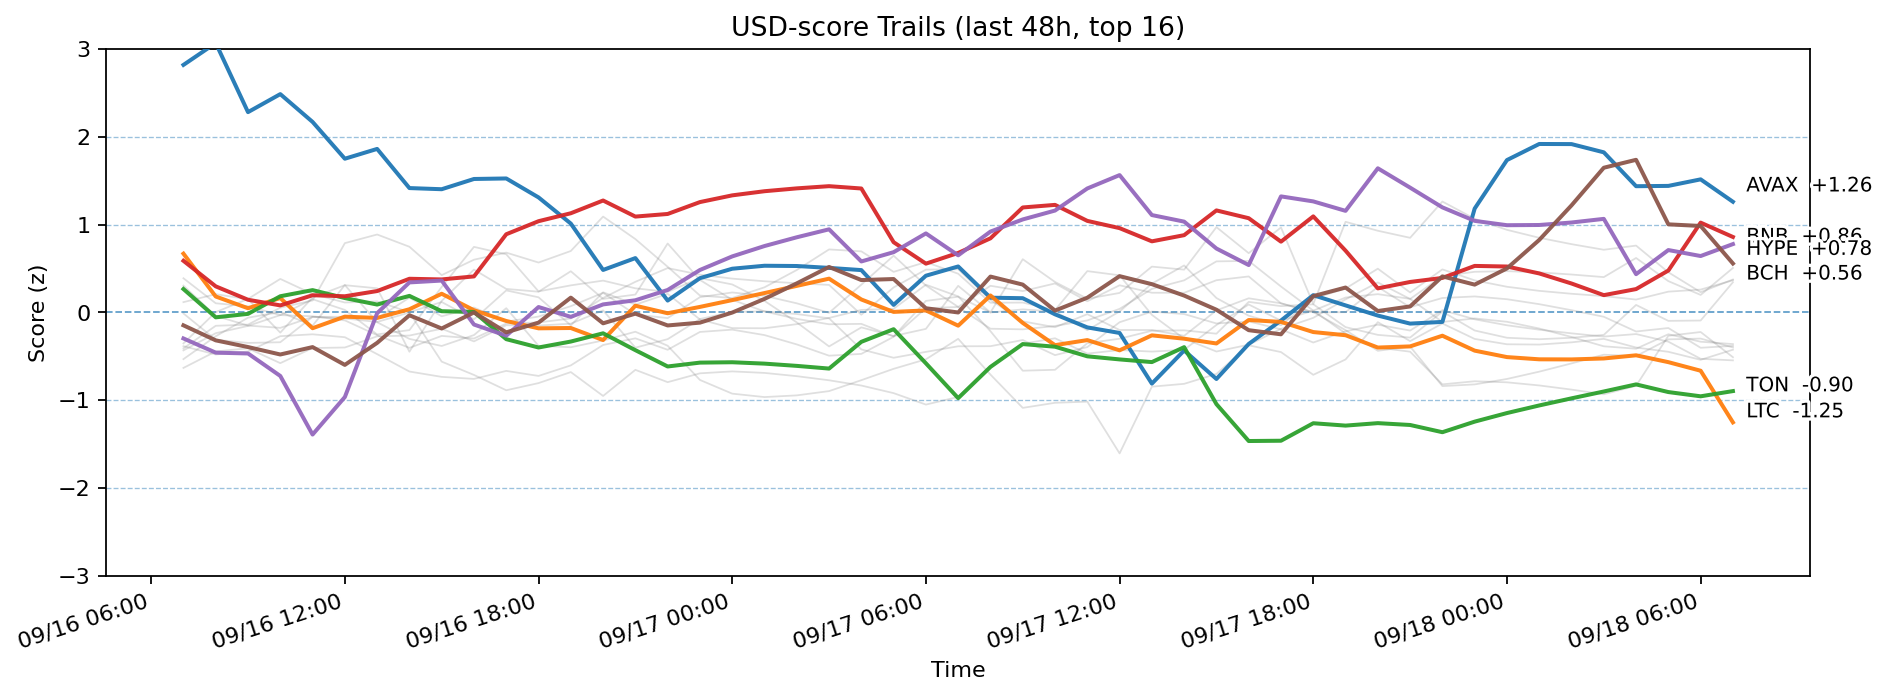 USD-score Trails (last 48h, top 16)
Score (z)
3
2
1
0
−1
−2
−3
AVAX +1.26
BNB +0.86
HYPE +0.78
BCH +0.56
TON -0.90
LTC -1.25
09/16 06:00
09/16 12:00
09/16 18:00
09/17 00:00
09/17 06:00
09/17 12:00
09/17 18:00
09/18 00:00
09/18 06:00
Time